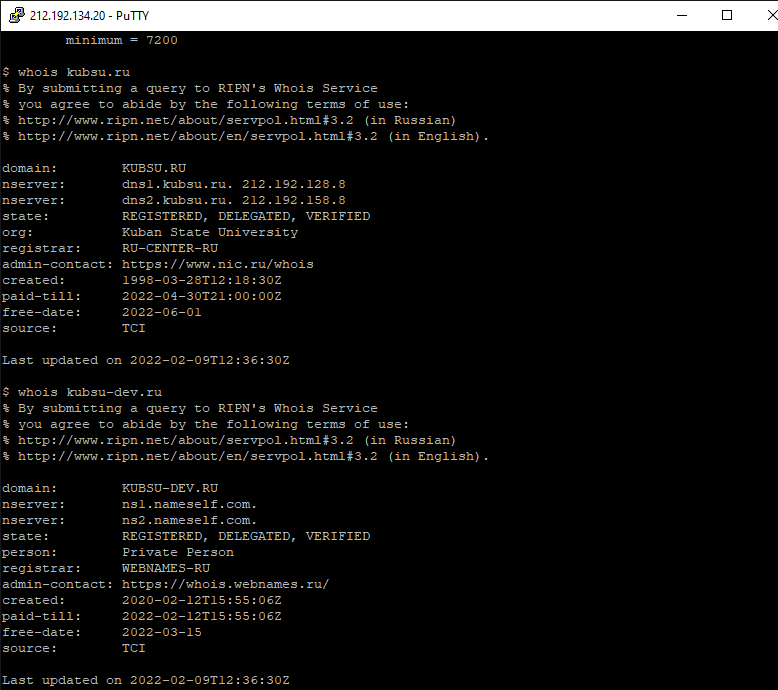 212.192.134.20 - PuTTY
minimum = 7200
$ whois kubsu.ru
% By submitting a query to RIPN's Whois Service
% you agree to abide by the following terms of use:
% http://www.ripn.net/about/servpol.html#3.2 (in Russian)
% http://www.ripn.net/about/en/servpol.html#3.2 (in English).
domain: KUBSU.RU
nserver: dns1.kubsu.ru. 212.192.128.8
nserver: dns2.kubsu.ru. 212.192.158.8
state: REGISTERED, DELEGATED, VERIFIED
org: Kuban State University
registrar: RU-CENTER-RU
admin-contact: https://www.nic.ru/whois
created: 1998-03-28T12:18:30Z
paid-till: 2022-04-30T21:00:00Z
free-date: 2022-06-01
source: TCI
Last updated on 2022-02-09T12:36:30Z
$ whois kubsu-dev.ru
% By submitting a query to RIPN's Whois Service
% you agree to abide by the following terms of use:
% http://www.ripn.net/about/servpol.html#3.2 (in Russian)
% http://www.ripn.net/about/en/servpol.html#3.2 (in English).
domain: KUBSU-DEV.RU
nserver: ns1.nameself.com.
nserver: ns2.nameself.com.
state: REGISTERED, DELEGATED, VERIFIED
person: Private Person
registrar: WEBNAMES-RU
admin-contact: https://whois.webnames.ru/
created: 2020-02-12T15:55:06Z
paid-till: 2022-02-12T15:55:06Z
free-date: 2022-03-15
source: TCI
Last updated on 2022-02-09T12:36:30Z